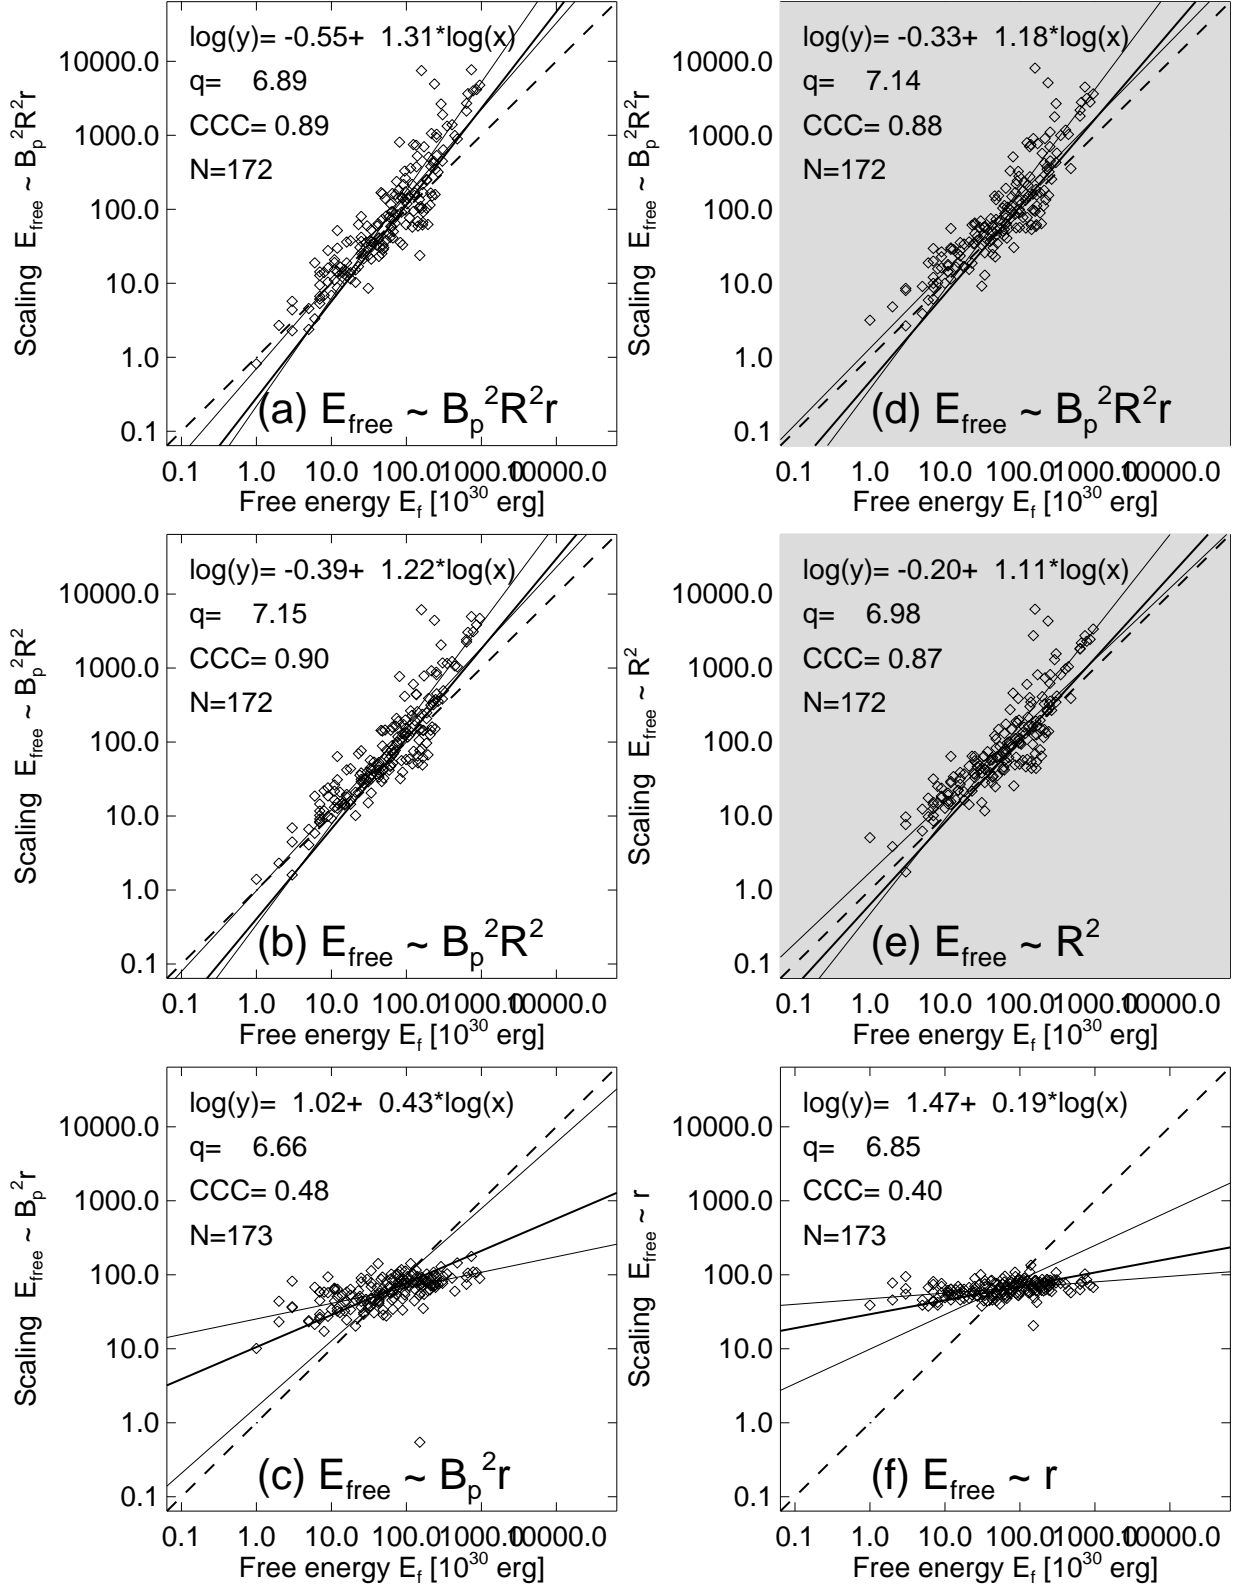 log(y)= -0.55+ 1.31*log(x)
q= 6.89
CCC= 0.89
N=172
10000.0
1000.0
100.0
10.0
1.0
0.1
Scaling E_free ~ B_p^2R^2r
(a) E_free ~ B_p^2R^2r
0.1 1.0 10.0 100.0 1000.0 10000.0
Free energy E_f [10^30 erg]
log(y)= -0.33+ 1.18*log(x)
q= 7.14
CCC= 0.88
N=172
10000.0
1000.0
100.0
10.0
1.0
0.1
Scaling E_free ~ B_p^2R^2r
(d) E_free ~ B_p^2R^2r
0.1 1.0 10.0 100.0 1000.0 10000.0
Free energy E_f [10^30 erg]
log(y)= -0.39+ 1.22*log(x)
q= 7.15
CCC= 0.90
N=172
10000.0
1000.0
100.0
10.0
1.0
0.1
Scaling E_free ~ B_p^2R^2
(b) E_free ~ B_p^2R^2
0.1 1.0 10.0 100.0 1000.0 10000.0
Free energy E_f [10^30 erg]
log(y)= -0.20+ 1.11*log(x)
q= 6.98
CCC= 0.87
N=172
10000.0
1000.0
100.0
10.0
1.0
0.1
Scaling E_free ~ R^2
(e) E_free ~ R^2
0.1 1.0 10.0 100.0 1000.0 10000.0
Free energy E_f [10^30 erg]
log(y)= 1.02+ 0.43*log(x)
q= 6.66
CCC= 0.48
N=173
10000.0
1000.0
100.0
10.0
1.0
0.1
Scaling E_free ~ B_p^2r
(c) E_free ~ B_p^2r
0.1 1.0 10.0 100.0 1000.0 10000.0
Free energy E_f [10^30 erg]
log(y)= 1.47+ 0.19*log(x)
q= 6.85
CCC= 0.40
N=173
10000.0
1000.0
100.0
10.0
1.0
0.1
Scaling E_free ~ r
(f) E_free ~ r
0.1 1.0 10.0 100.0 1000.0 10000.0
Free energy E_f [10^30 erg]